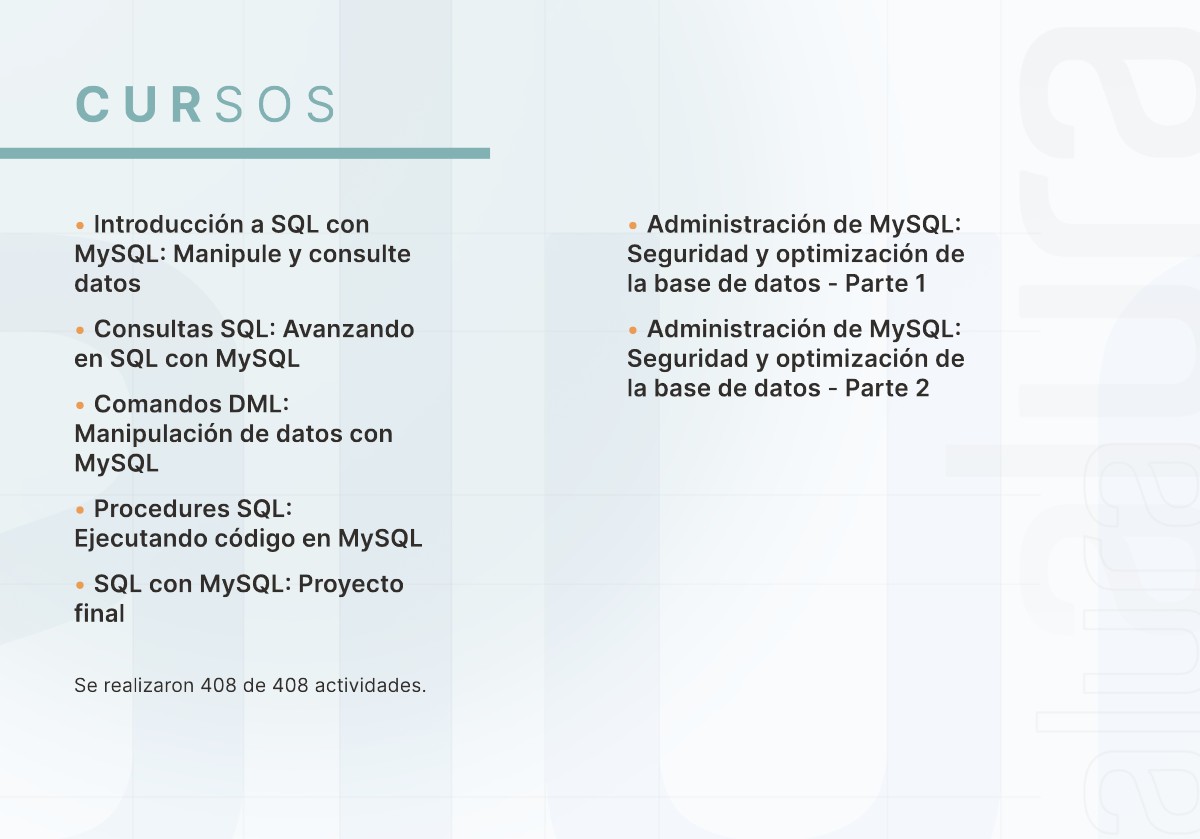 CURSOS
• Introducción a SQL con
MySQL: Manipule y consulte
datos
• Consultas SQL: Avanzando
en SQL con MySQL
• Comandos DML:
Manipulación de datos con
MySQL
• Procedures SQL:
Ejecutando código en MySQL
• SQL con MySQL: Proyecto
final
• Administración de MySQL:
Seguridad y optimización de
la base de datos - Parte 1
• Administración de MySQL:
Seguridad y optimización de
la base de datos - Parte 2
Se realizaron 408 de 408 actividades.
alura
alura